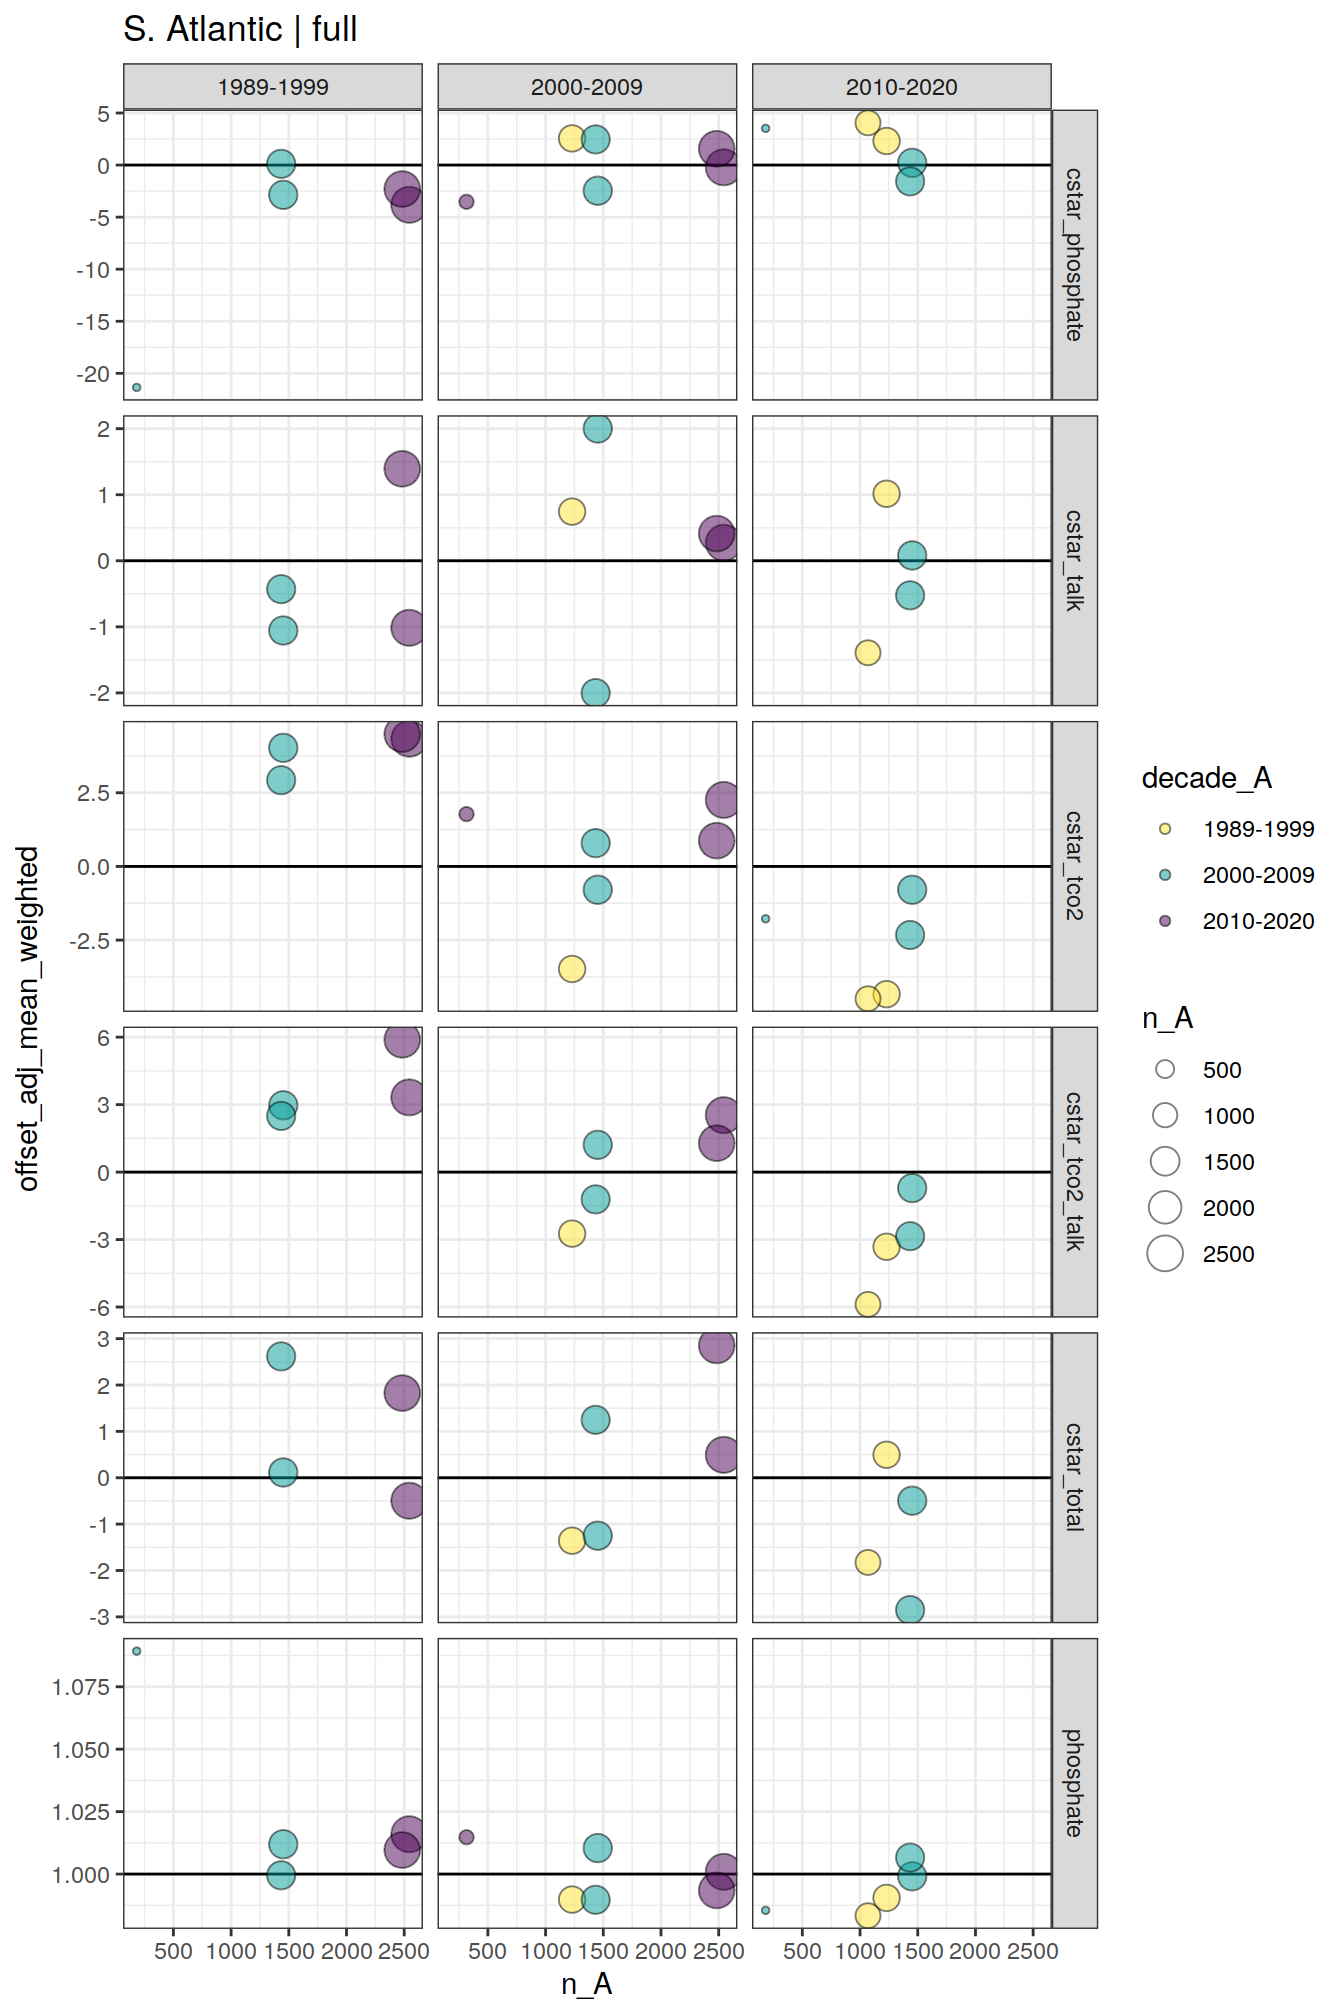 S. Atlantic | full
1989-1999
2000-2009
2010-2020
5
0
-5
-10
-15
-20
cstar_phosphate
2
1
0
-1
-2
cstar_talk
2.5
0.0
-2.5
cstar_tco2
6
3
0
-3
-6
cstar_tco2_talk
3
2
1
0
-1
-2
-3
cstar_total
1.075
1.050
1.025
1.000
phosphate
500 1000 1500 2000 2500
500 1000 1500 2000 2500
500 1000 1500 2000 2500
n_A
offset_adj_mean_weighted
decade_A
1989-1999
2000-2009
2010-2020
n_A
500
1000
1500
2000
2500